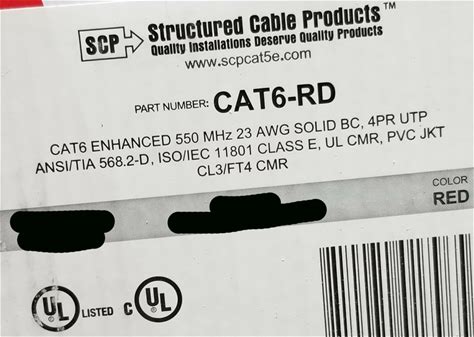 SCP Structured Cable Products™
Quality Installations Deserve Quality Products
www.scpcat5e.com
PART NUMBER: CAT6-RD
CAT6 ENHANCED 550 MHz 23 AWG SOLID BC, 4PR UTP
ANSI/TIA 568.2-D, ISO/IEC 11801 CLASS E, UL CMR, PVC JKT
CL3/FT4 CMR
COLOR
RED
UL LISTED C UL